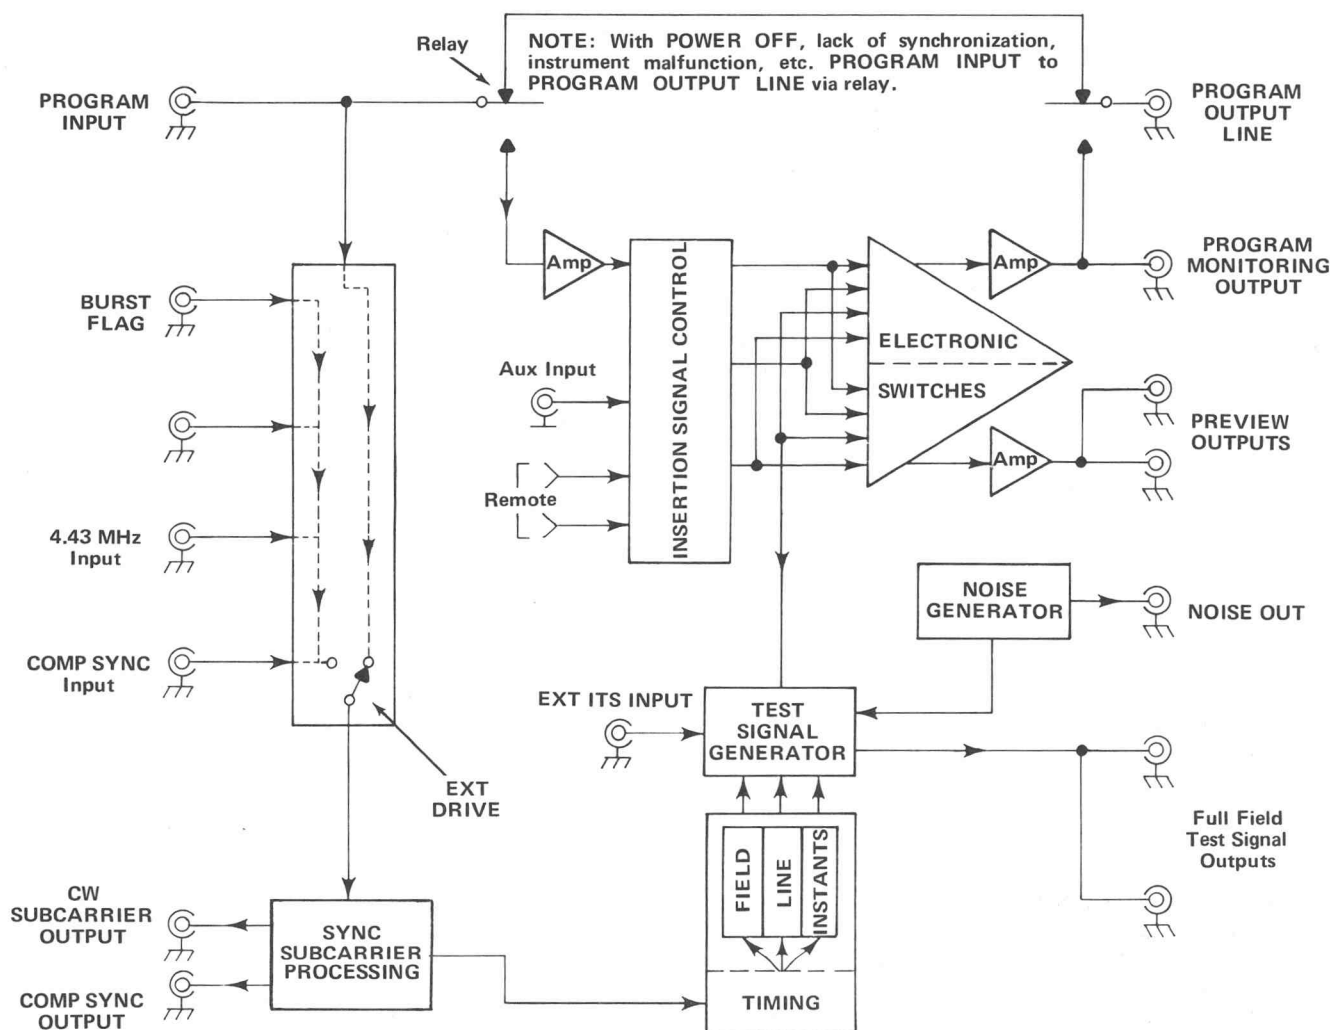 Relay
NOTE: With POWER OFF, lack of synchronization,
instrument malfunction, etc. PROGRAM INPUT to
PROGRAM OUTPUT LINE via relay.
PROGRAM
INPUT
PROGRAM
OUTPUT
LINE
Amp
INSERTION SIGNAL CONTROL
Amp
PROGRAM
MONITORING
OUTPUT
BURST
FLAG
ELECTRONIC
SWITCHES
Aux Input
PREVIEW
OUTPUTS
Amp
Remote
4.43 MHz
Input
NOISE
GENERATOR
NOISE OUT
COMP SYNC
Input
EXT ITS INPUT
TEST
SIGNAL
GENERATOR
EXT
DRIVE
Full Field
Test Signal
Outputs
FIELD
LINE
INSTANTS
CW
SUBCARRIER
OUTPUT
SYNC
SUBCARRIER
PROCESSING
COMP SYNC
OUTPUT
TIMING